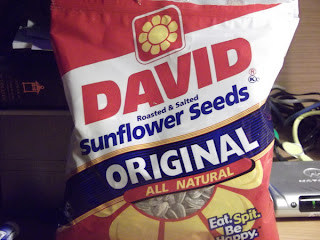 DAVID
Roasted & Salted
Sunflower Seeds
ORIGINAL
ALL NATURAL
Eat. Spit.
Be
Happy.